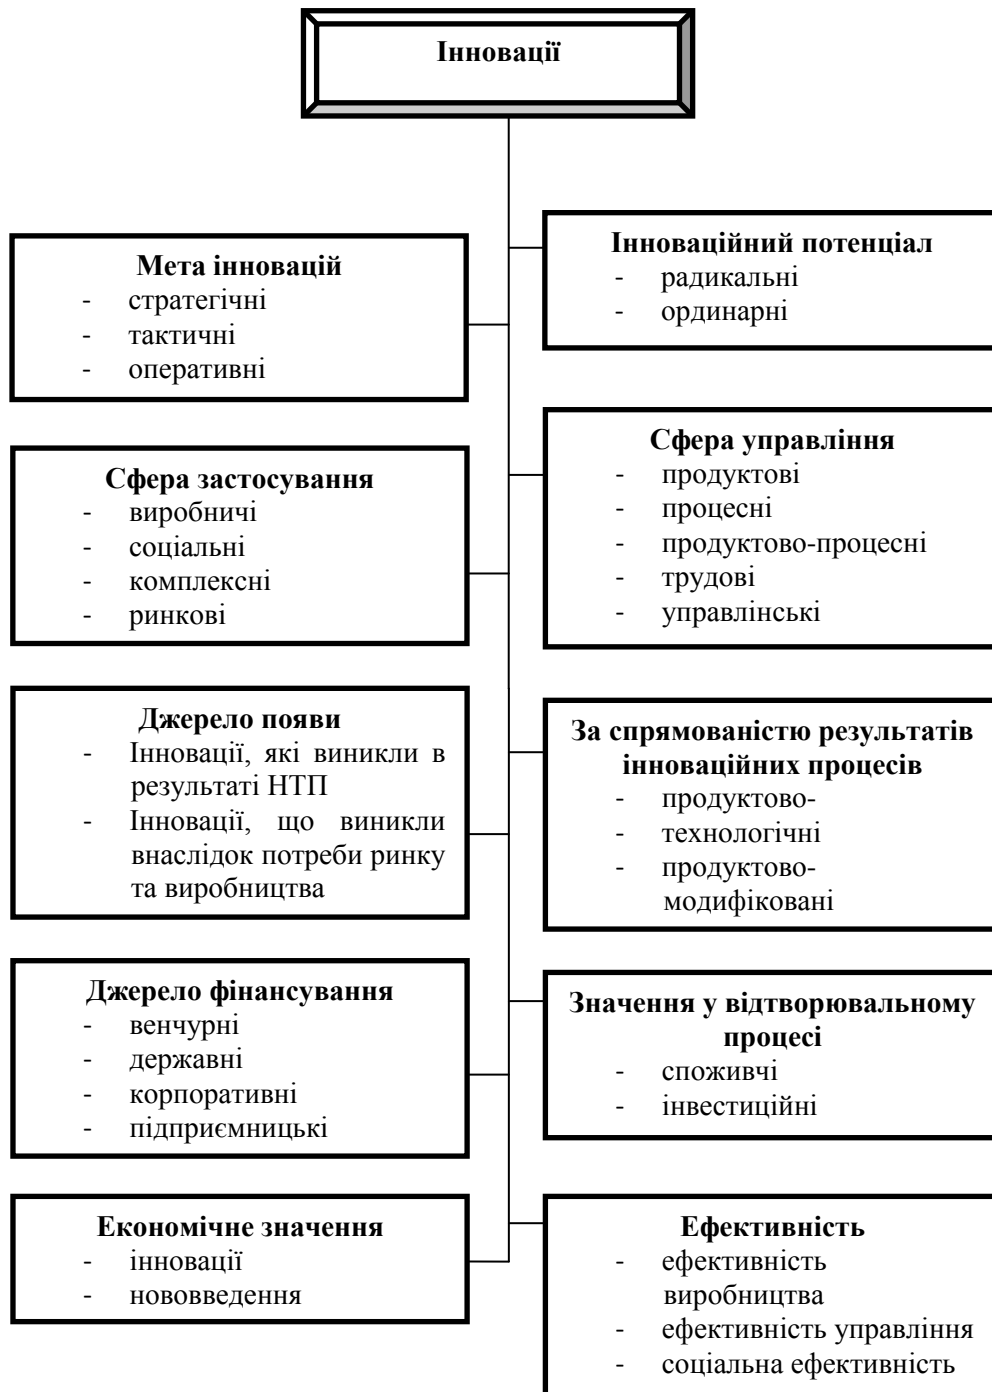 Інновації
Мета інновацій
- стратегічні
- тактичні
- оперативні
Інноваційний потенціал
- радикальні
- ординарні
Сфера застосування
- виробничі
- соціальні
- комплексні
- ринкові
Сфера управління
- продуктові
- процесні
- продуктово-процесні
- трудові
- управлінські
Джерело появи
- Інновації, які виникли в
результаті НТП
- Інновації, що виникли
внаслідок потреби ринку
та виробництва
За спрямованістю результатів
інноваційних процесів
- продуктово-
- технологічні
- продуктово-
модифіковані
Джерело фінансування
- венчурні
- державні
- корпоративні
- підприємницькі
Значення у відтворювальному
процесі
- споживчі
- інвестиційні
Економічне значення
- інновації
- нововведення
Ефективність
- ефективність
виробництва
- ефективність управління
- соціальна ефективність